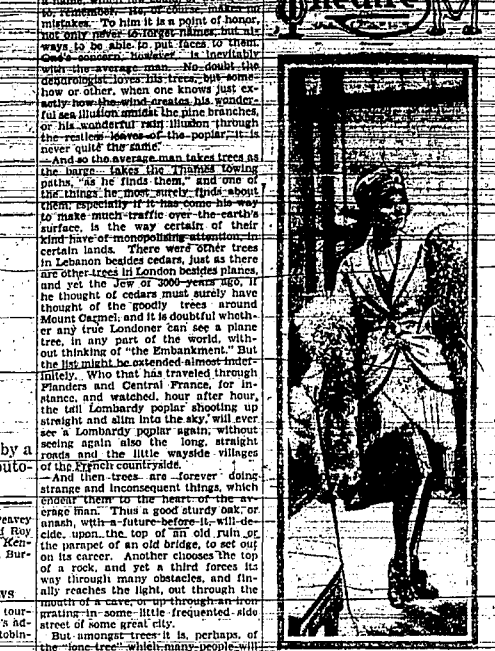 to remember. He, of course makes no
mistakes. To him it is a point of honor,
not only never to forget names, but al-
ways to be able to put faces to them.
One's concern, however, is inevitably
with the average man. No doubt the
dendrologist loves his trees, but some-
how or other, when one knows just ex-
actly how the wind creates his wonder-
ful sea illusion amidst the pine branches,
or his wonderful rain illusion through
the restless leaves of the poplar, it is
never quite the same.
And so the average man takes trees as
the barge takes the Thames towing
paths, "as he finds them," and one of
the things he most surely finds about
them, especially if it has come his way
to make much traffic over the earth's
surface, is the way certain of their
kind have of monopolising attention, in
certain lands. There were other trees
in Lebanon besides cedars, just as there
are other trees in London besides planes,
and yet the Jew of 3000 years ago, if
he thought of cedars must surely have
thought of the goodly trees around
Mount Carmel; and it is doubtful wheth-
er any true Londoner can see a plane
tree, in any part of the world, with-
out thinking of "the Embankment." But
the list might be extended almost indef-
initely. Who that has traveled through
Flanders and Central France, for in-
stance, and watched, hour after hour,
the tall Lombardy poplar shooting up
straight and slim into the sky, will ever
see a Lombardy poplar again, without
seeing again also the long, straight
roads and the little wayside villages
of the French countryside.
And then trees are forever doing
strange and inconsequent things, which
endear them to the heart of the av-
erage man. Thus a good sturdy oak, or
an ash, with a future before it, will de-
cide, upon the top of an old ruin or
the parapet of an old bridge, to set out
on its career. Another chooses the top
of a rock, and yet a third forces its
way through many obstacles, and fin-
ally reaches the light, out through the
mouth of a cave, or up through an iron
grating in some little frequented side
street of some great city.
But amongst trees it is, perhaps, of
the "lone tree" which many people will
by a
outo-
eavey
of Roy
Ken-
Bur-
ys
tour-
's ad-
tobin-